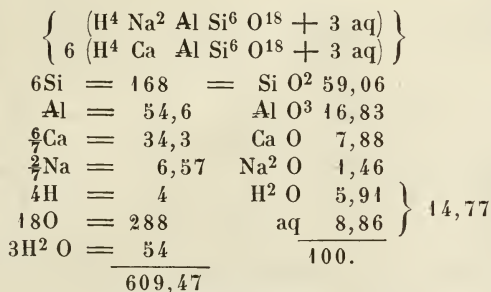 (H⁴ Na² Al Si⁶ O¹⁸ + 3 aq)
6 (H⁴ Ca Al Si⁶ O¹⁸ + 3 aq)
6Si = 168 = Si O² 59,06
Al = 54,6 Al O³ 16,83
6/7Ca = 34,3 Ca O 7,88
2/7Na = 6,57 Na² O 1,46
4H = 4 H² O 5,91
18O = 288 aq 8,86 14,77
3H² O = 54 100.
609,47